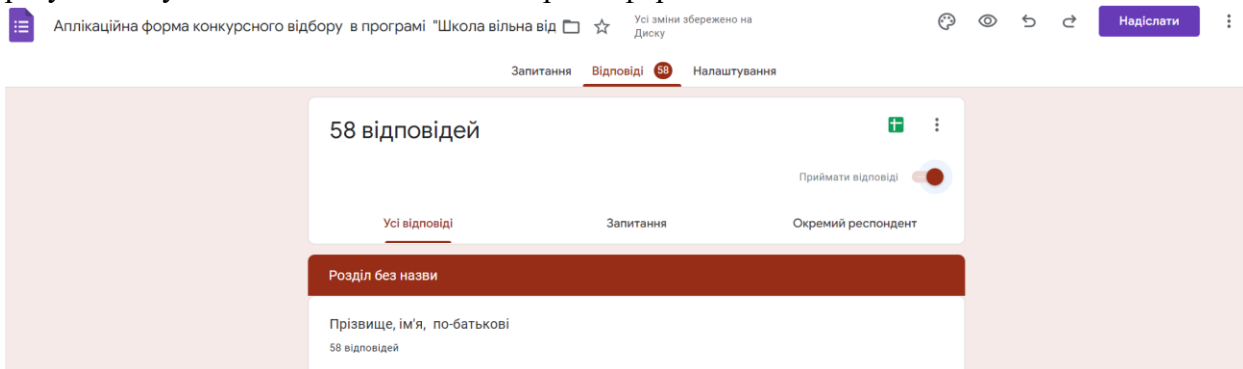 Аплікаційна форма конкурсного відбору в програмі "Школа вільна від
Усі зміни збережено на
Диску
Надіслати
Запитання Відповіді 58 Налаштування
58 відповідей
Приймати відповіді
Усі відповіді Запитання Окремий респондент
Розділ без назви
Прізвище, ім'я, по-батькові
58 відповідей